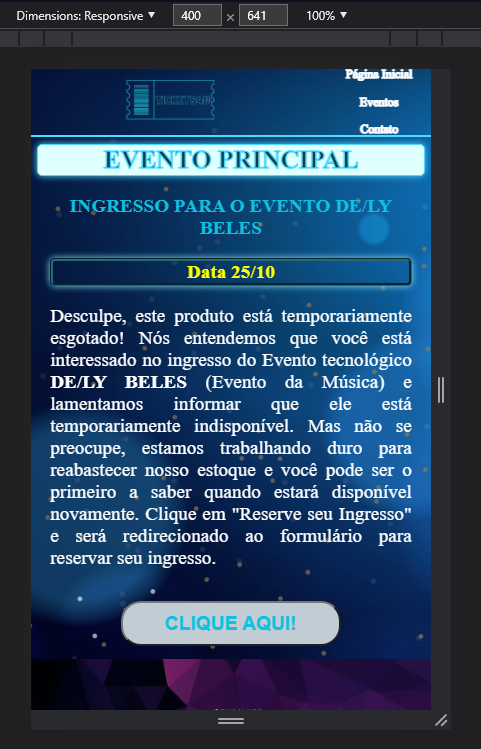 Dimensions: Responsive ▼ 400 × 641 100% ▼
Página Inicial
TICKETS4U
Eventos
Contato
EVENTO PRINCIPAL
INGRESSO PARA O EVENTO DE/LY
BELES
Data 25/10
Desculpe, este produto está temporariamente
esgotado! Nós entendemos que você está
interessado no ingresso do Evento tecnológico
DE/LY BELES (Evento da Música) e
lamentamos informar que ele está
temporariamente indisponível. Mas não se
preocupe, estamos trabalhando duro para
reabastecer nosso estoque e você pode ser o
primeiro a saber quando estará disponível
novamente. Clique em "Reserve seu Ingresso"
e será redirecionado ao formulário para
reservar seu ingresso.
CLIQUE AQUI!